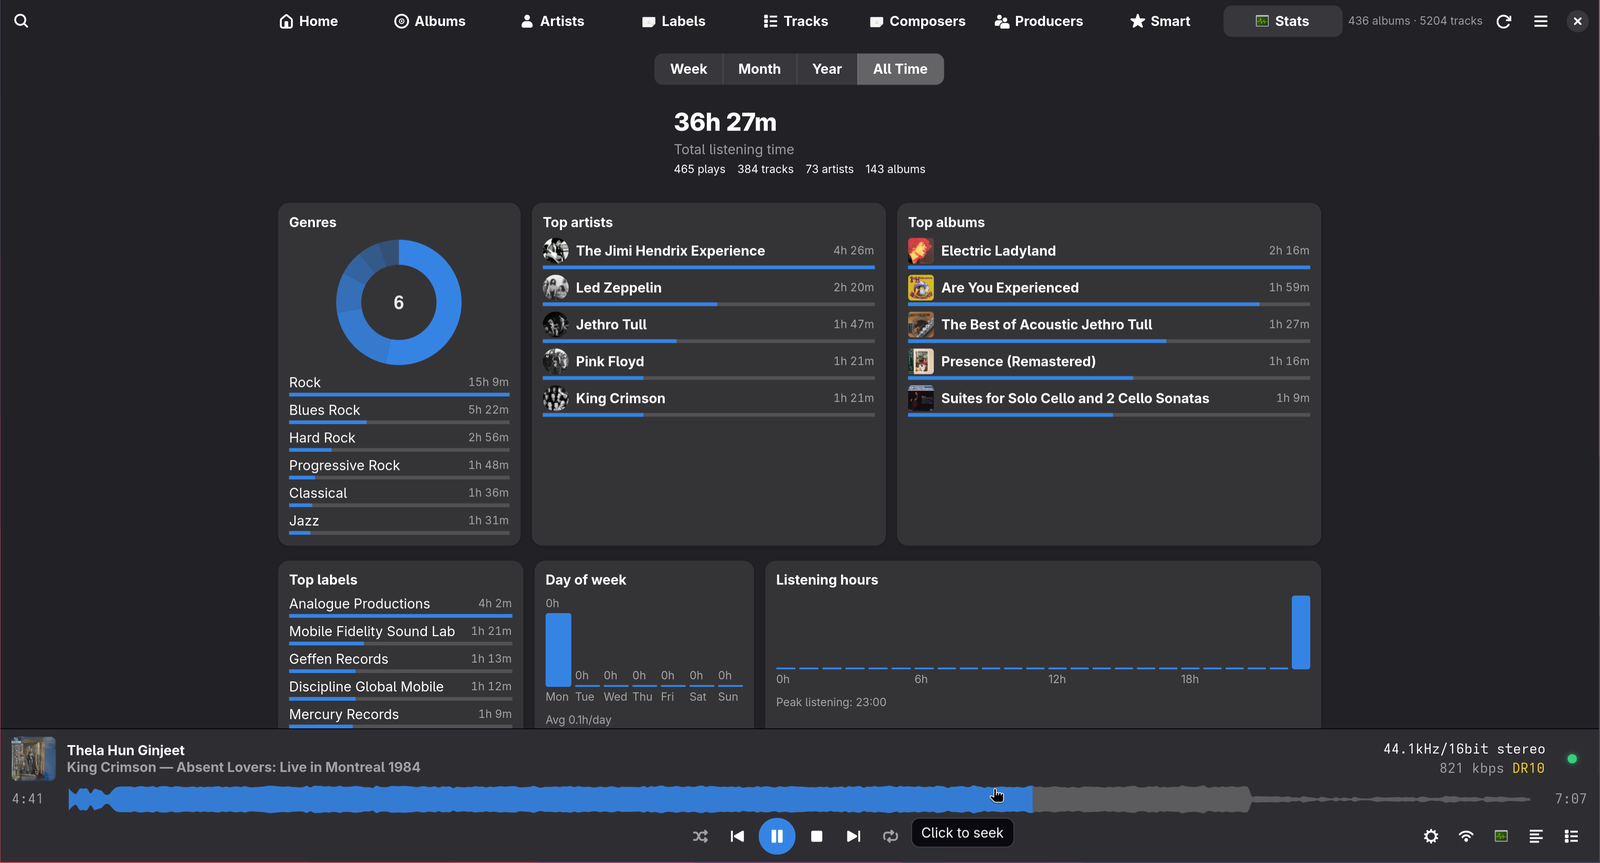 Home Albums Artists Labels Tracks Composers Producers Smart Stats 436 albums · 5204 tracks
Week Month Year All Time
36h 27m
Total listening time
465 plays 384 tracks 73 artists 143 albums
Genres
6
Rock 15h 9m
Blues Rock 5h 22m
Hard Rock 2h 56m
Progressive Rock 1h 48m
Classical 1h 36m
Jazz 1h 31m
Top artists
The Jimi Hendrix Experience 4h 26m
Led Zeppelin 2h 20m
Jethro Tull 1h 47m
Pink Floyd 1h 21m
King Crimson 1h 21m
Top albums
Electric Ladyland 2h 16m
Are You Experienced 1h 59m
The Best of Acoustic Jethro Tull 1h 27m
Presence (Remastered) 1h 16m
Suites for Solo Cello and 2 Cello Sonatas 1h 9m
Top labels
Analogue Productions 4h 2m
Mobile Fidelity Sound Lab 1h 21m
Geffen Records 1h 13m
Discipline Global Mobile 1h 12m
Mercury Records 1h 9m
Day of week
0h
0h 0h 0h 0h 0h 0h
Mon Tue Wed Thu Fri Sat Sun
Avg 0.1h/day
Listening hours
0h 6h 12h 18h
Peak listening: 23:00
Thela Hun Ginjeet
King Crimson — Absent Lovers: Live in Montreal 1984
44.1kHz/16bit stereo
821 kbps DR10
4:41 7:07
Click to seek